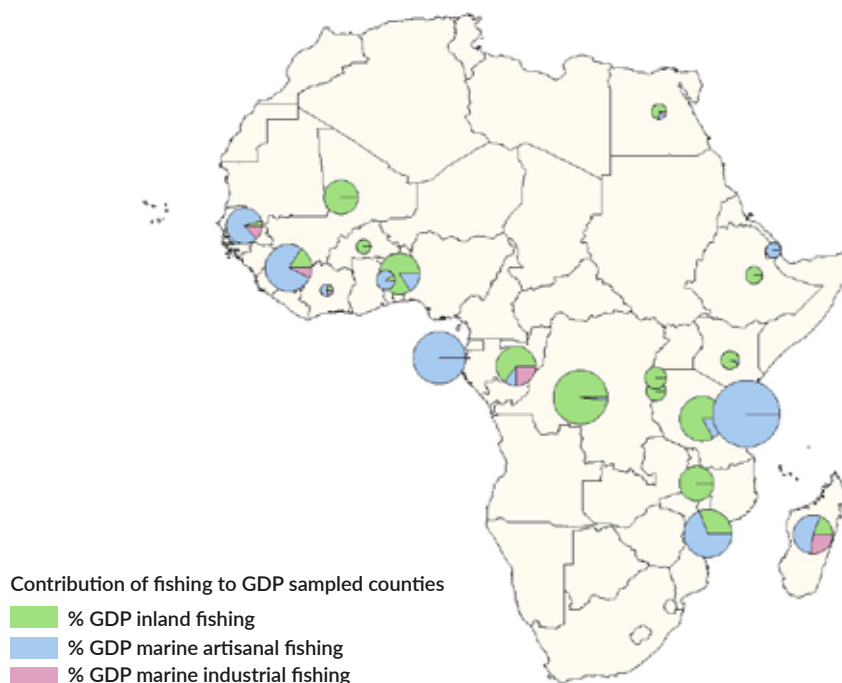 Contribution of fishing to GDP sampled counties
% GDP inland fishing
% GDP marine artisanal fishing
% GDP marine industrial fishing